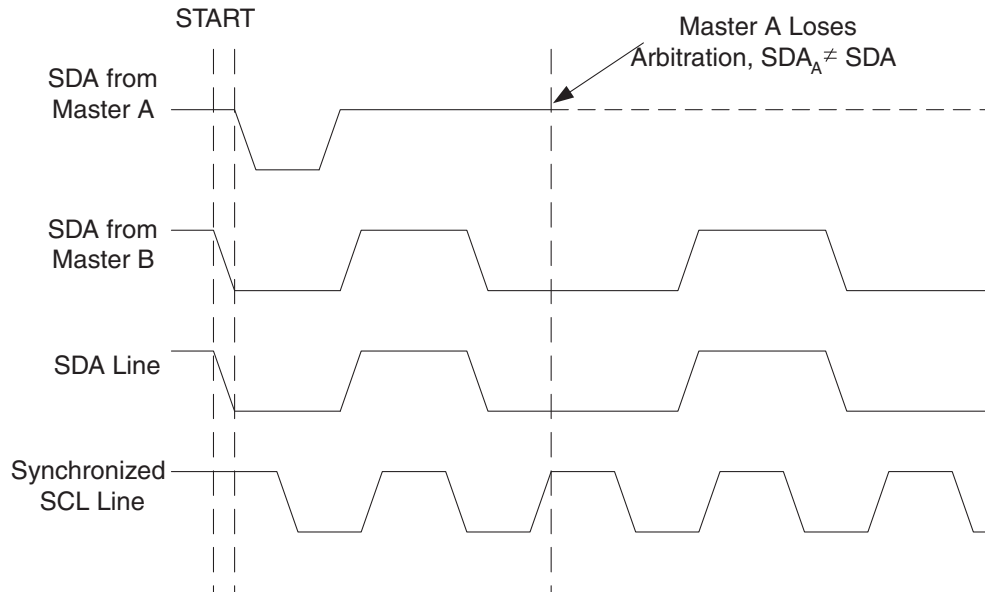 START
Master A Loses
Arbitration, SDA_A ≠ SDA
SDA from
Master A
SDA from
Master B
SDA Line
Synchronized
SCL Line